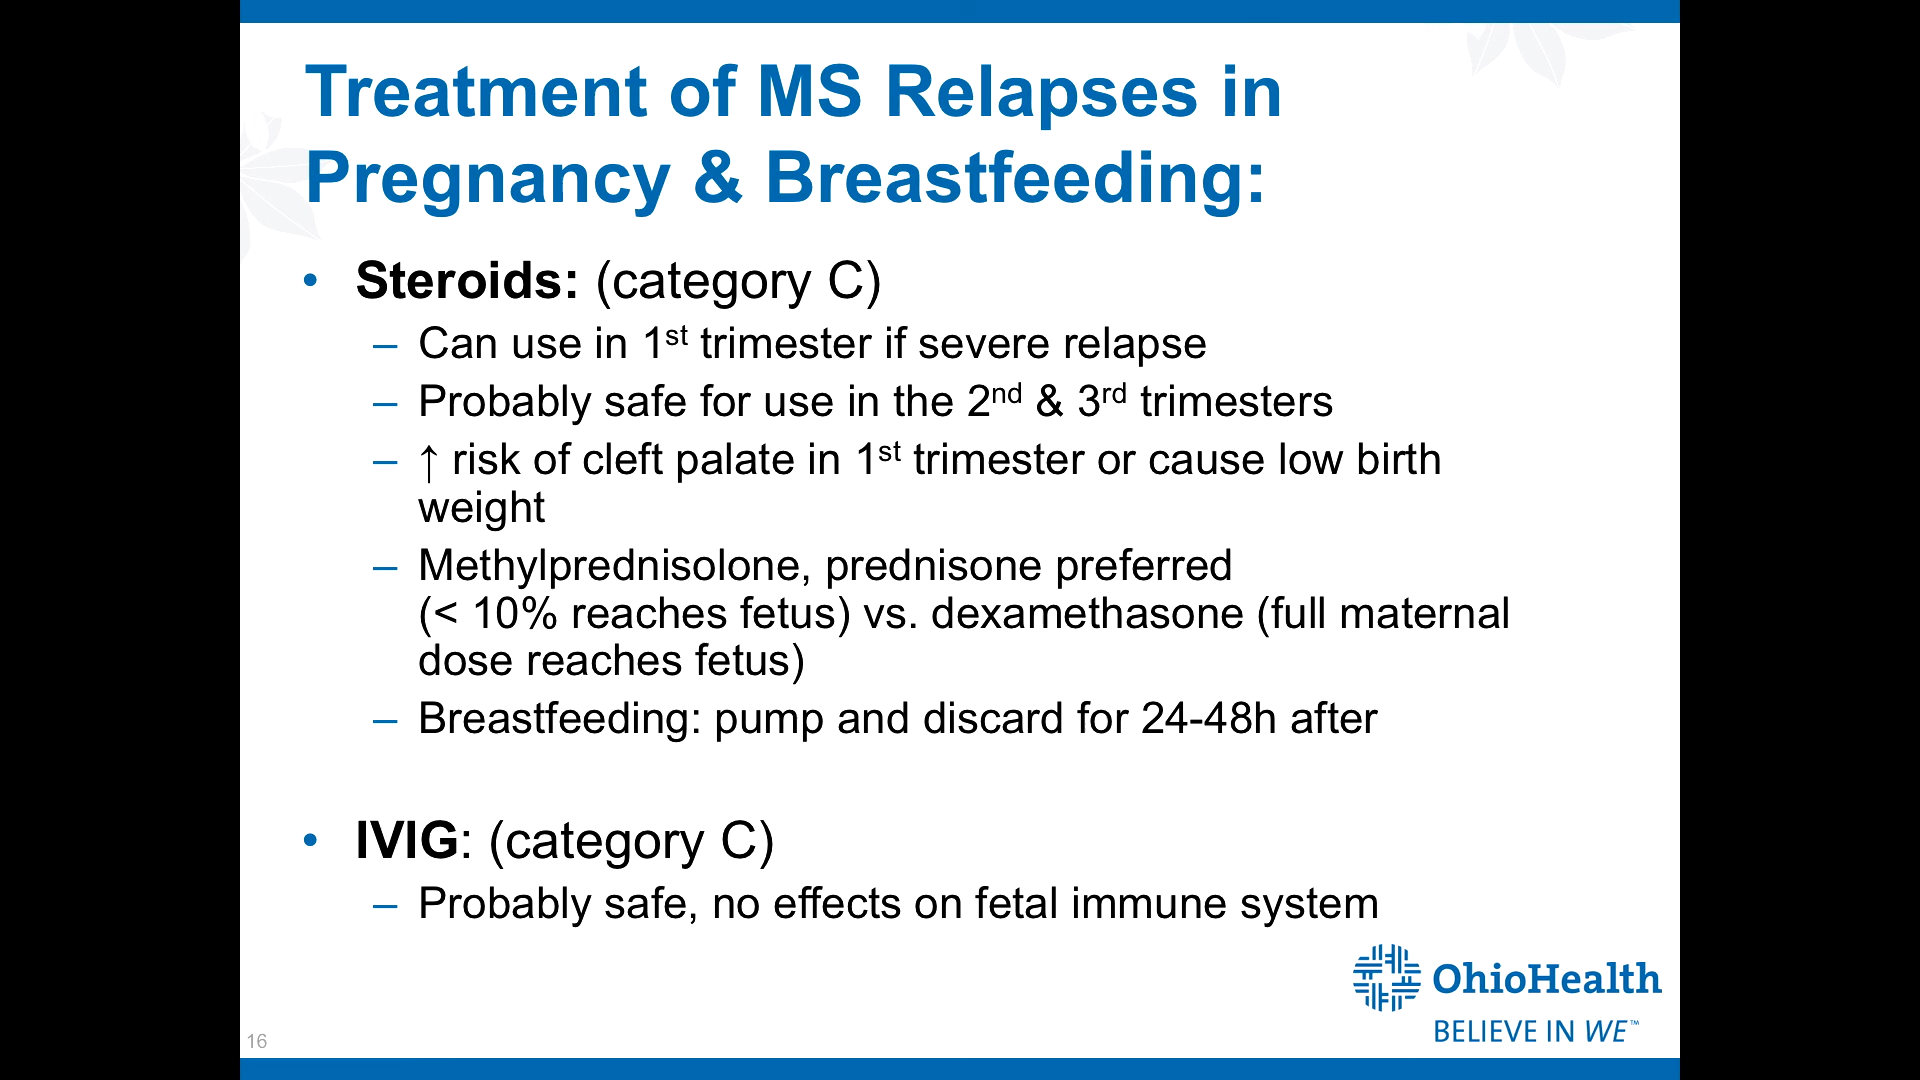 Treatment of MS Relapses in
Pregnancy & Breastfeeding:
• Steroids: (category C)
– Can use in 1st trimester if severe relapse
– Probably safe for use in the 2nd & 3rd trimesters
– ↑ risk of cleft palate in 1st trimester or cause low birth
weight
– Methylprednisolone, prednisone preferred
(< 10% reaches fetus) vs. dexamethasone (full maternal
dose reaches fetus)
– Breastfeeding: pump and discard for 24-48h after
• IVIG: (category C)
– Probably safe, no effects on fetal immune system
OhioHealth
BELIEVE IN WE™
16